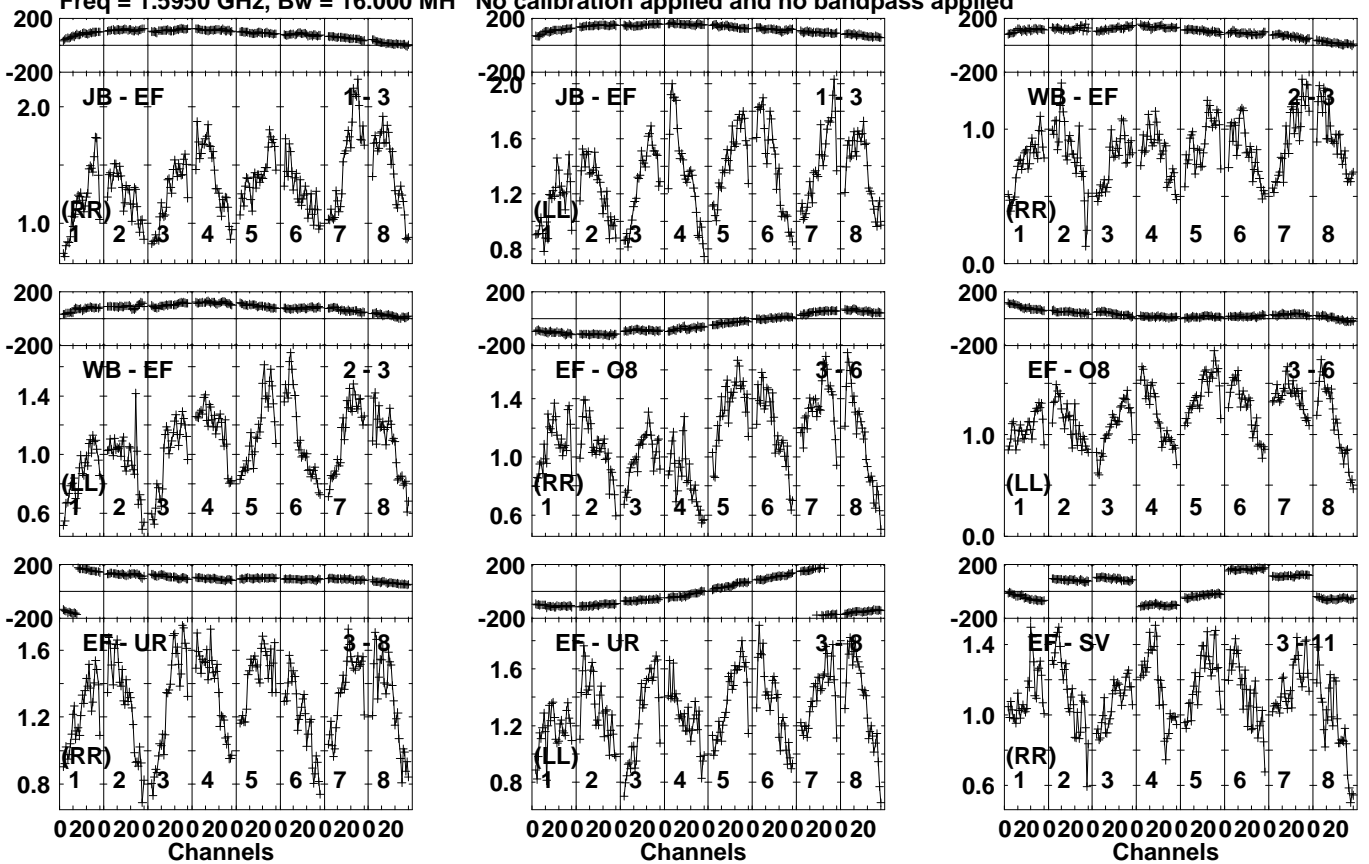 Freq = 1.5950 GHz, Bw = 16.000 MH No calibration applied and no bandpass applied
200
-200
JB - EF 1 - 3
2.0
1.0
(RR)
1 2 3 4 5 6 7 8
200
-200
2.0
JB - EF 1 - 3
1.6
1.2
0.8
(LL)
1 2 3 4 5 6 7 8
200
-200
WB - EF 2 - 3
1.0
0.0
(RR)
1 2 3 4 5 6 7 8
200
-200
WB - EF 2 - 3
1.4
1.0
0.6
(LL)
1 2 3 4 5 6 7 8
200
-200
EF - O8 3 - 6
1.4
1.0
0.6
(RR)
1 2 3 4 5 6 7 8
200
-200
EF - O8 3 - 6
1.0
0.0
(LL)
1 2 3 4 5 6 7 8
200
-200
EF - UR 3 - 8
1.6
1.2
0.8
(RR)
1 2 3 4 5 6 7 8
020020020020020020020020
Channels
200
-200
EF - UR 3 - 8
1.6
1.2
0.8
(LL)
1 2 3 4 5 6 7 8
020020020020020020020020
Channels
200
-200
EF - SV 3 - 11
1.4
1.0
0.6
(RR)
1 2 3 4 5 6 7 8
020020020020020020020020
Channels